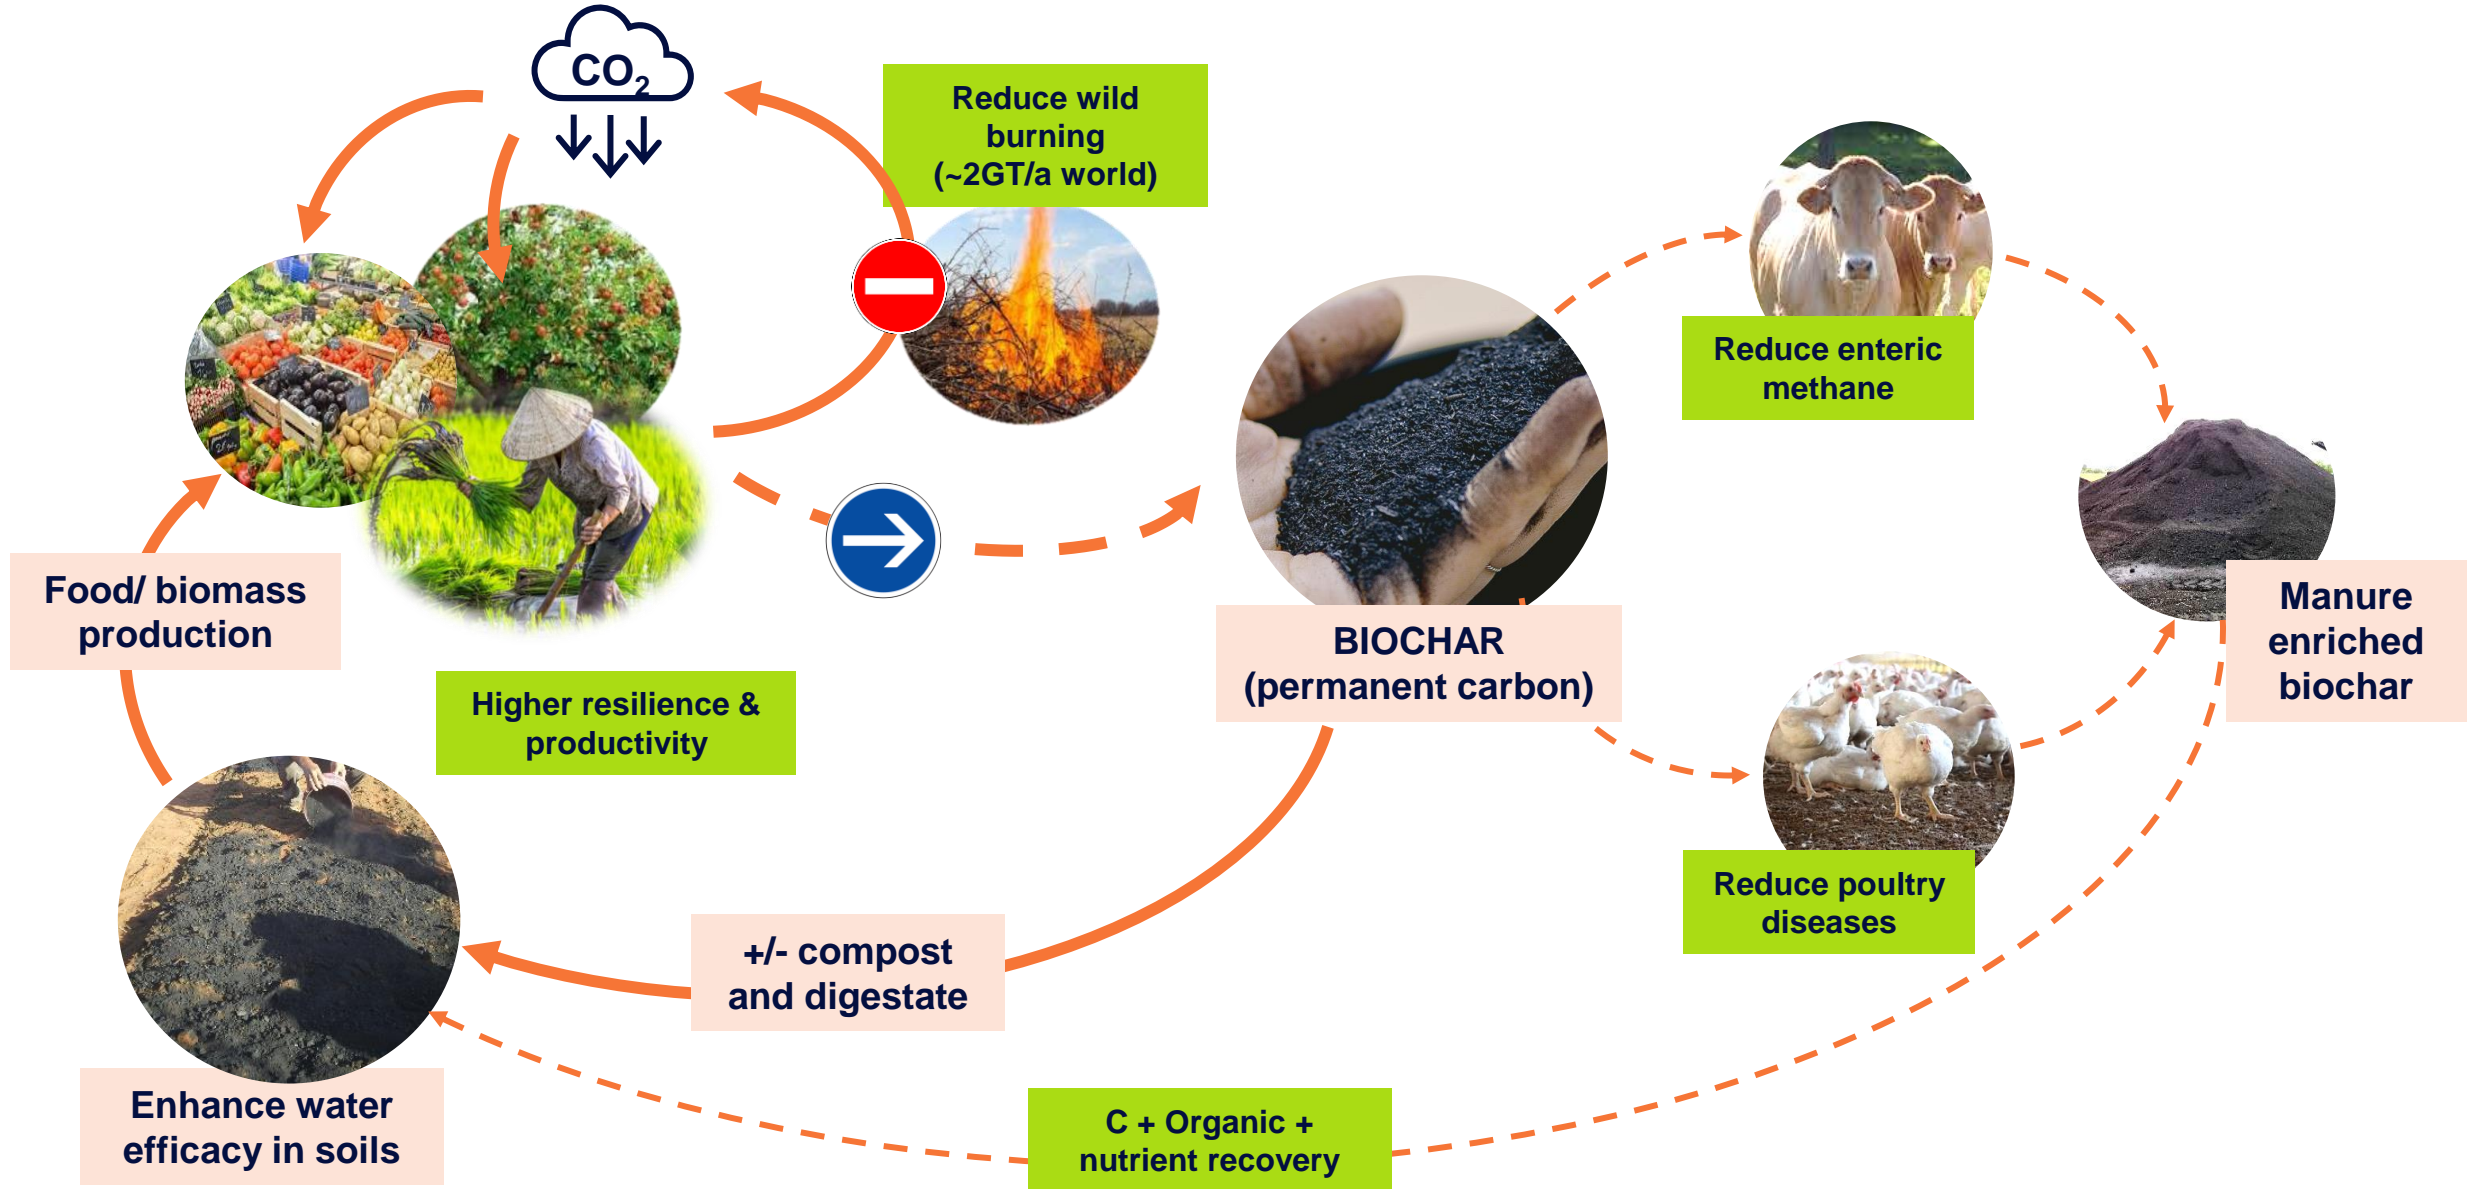 CO2
Reduce wild
burning
(~2GT/a world)
Reduce enteric
methane
Food/ biomass
production
BIOCHAR
(permanent carbon)
Manure
enriched
biochar
Higher resilience &
productivity
Reduce poultry
diseases
+/- compost
and digestate
Enhance water
efficacy in soils
C + Organic +
nutrient recovery